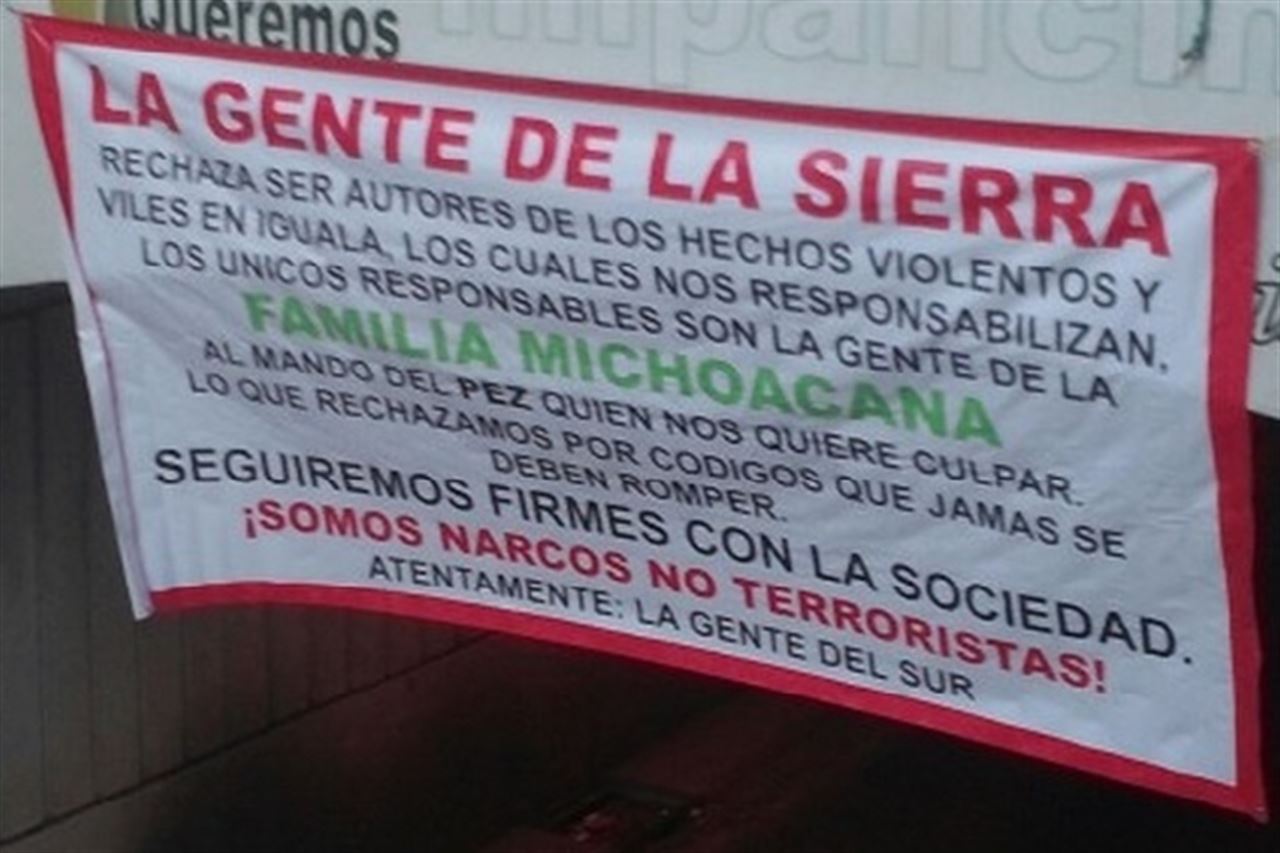 Queremos
LA GENTE DE LA SIERRA
RECHAZA SER AUTORES DE LOS HECHOS VIOLENTOS Y
VILES EN IGUALA, LOS CUALES NOS RESPONSABILIZAN.
LOS UNICOS RESPONSABLES SON LA GENTE DE LA
FAMILIA MICHOACANA
AL MANDO DEL PEZ QUIEN NOS QUIERE CULPAR.
LO QUE RECHAZAMOS POR CODIGOS QUE JAMAS SE
DEBEN ROMPER.
SEGUIREMOS FIRMES CON LA SOCIEDAD.
¡SOMOS NARCOS NO TERRORISTAS!
ATENTAMENTE: LA GENTE DEL SUR